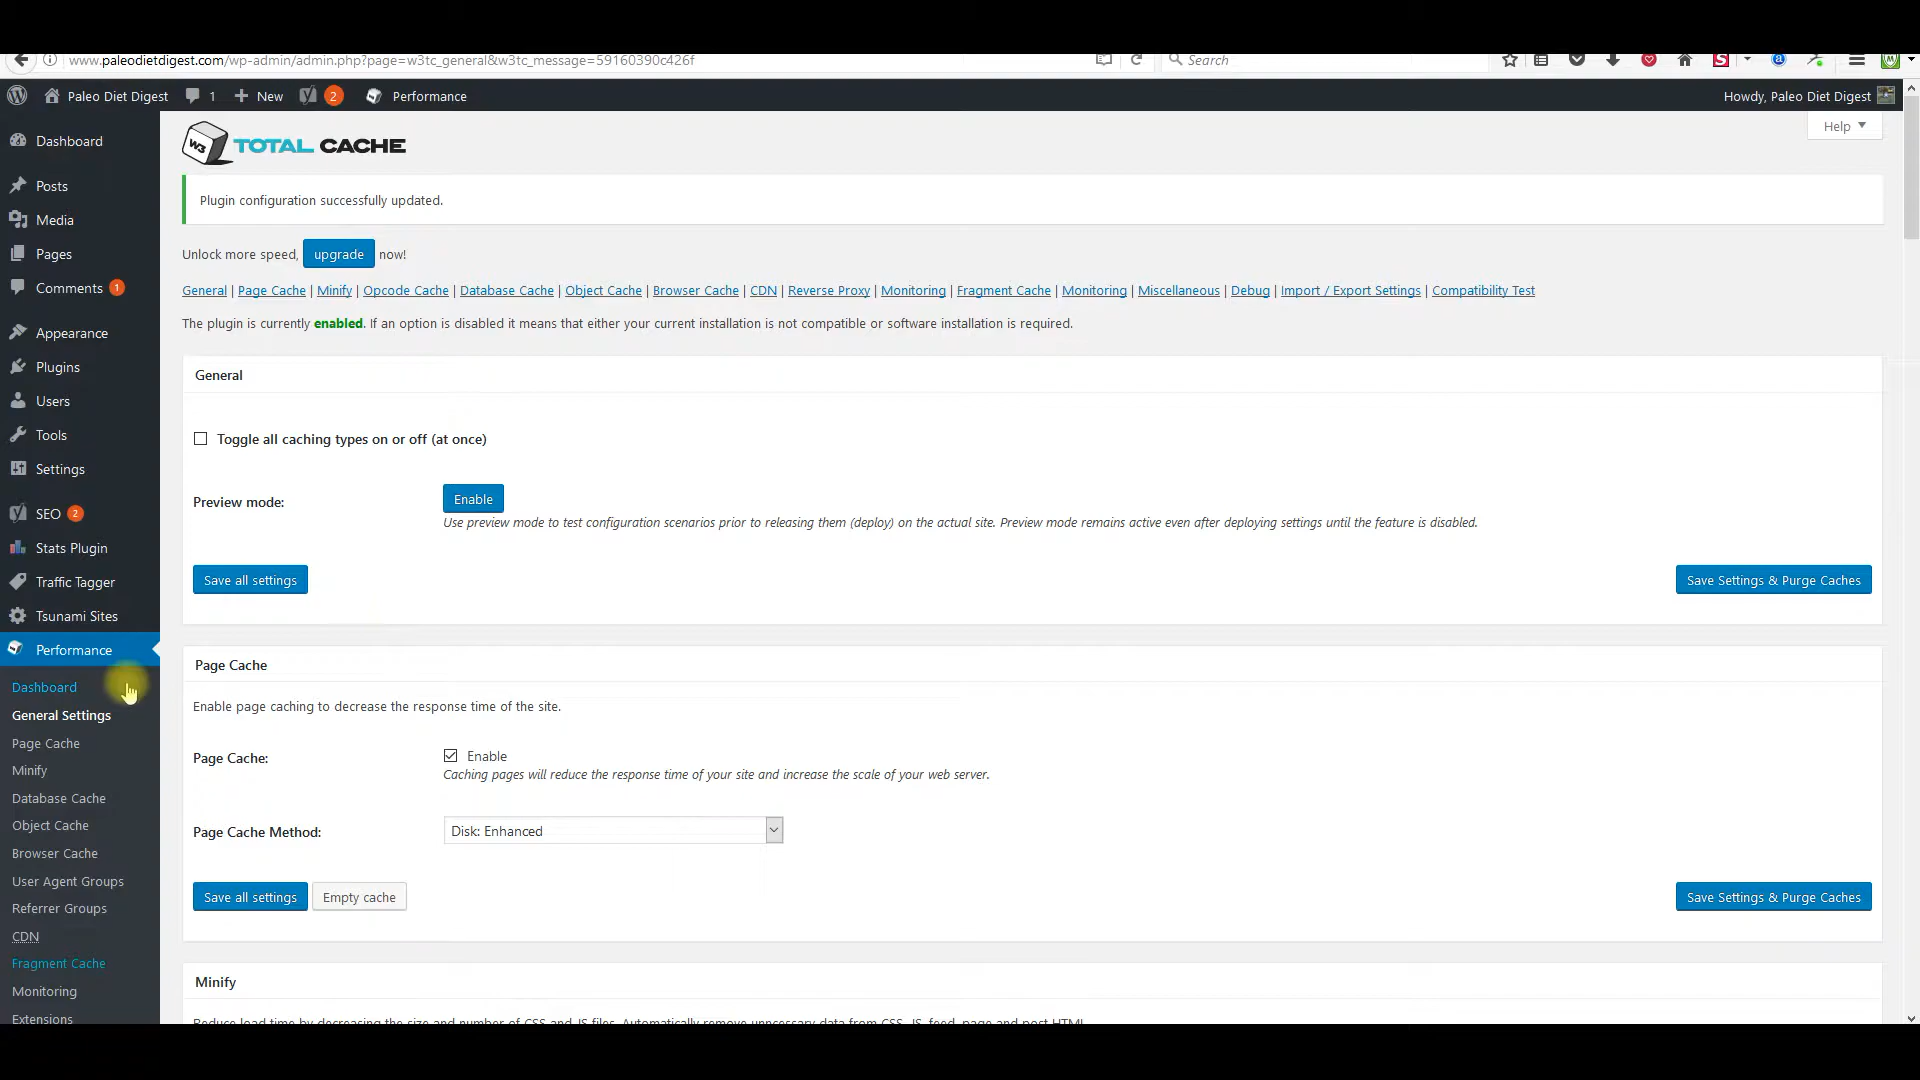 www.paleodietdigest.com/wp-admin/admin.php?page=w3tc_general&w3tc_message=59160390c426f
Search
Paleo Diet Digest 1 New 2 Performance
Howdy, Paleo Diet Digest
Dashboard
Posts
Media
Pages
Comments 1
Appearance
Plugins
Users
Tools
Settings
SEO 2
Stats Plugin
Traffic Tagger
Tsunami Sites
Performance
Dashboard
General Settings
Page Cache
Minify
Database Cache
Object Cache
Browser Cache
User Agent Groups
Referrer Groups
CDN
Fragment Cache
Monitoring
Extensions
W3 TOTAL CACHE
Help
Plugin configuration successfully updated.
Unlock more speed, upgrade now!
General | Page Cache | Minify | Opcode Cache | Database Cache | Object Cache | Browser Cache | CDN | Reverse Proxy | Monitoring | Fragment Cache | Monitoring | Miscellaneous | Debug | Import / Export Settings | Compatibility Test
The plugin is currently enabled. If an option is disabled it means that either your current installation is not compatible or software installation is required.
General
Toggle all caching types on or off (at once)
Preview mode:
Enable
Use preview mode to test configuration scenarios prior to releasing them (deploy) on the actual site. Preview mode remains active even after deploying settings until the feature is disabled.
Save all settings
Save Settings & Purge Caches
Page Cache
Enable page caching to decrease the response time of the site.
Page Cache:
Enable
Caching pages will reduce the response time of your site and increase the scale of your web server.
Page Cache Method:
Disk: Enhanced
Save all settings
Empty cache
Save Settings & Purge Caches
Minify
Reduce load time by decreasing the size and number of CSS and JS files. Automatically remove unncessary data from CSS, JS, feed, page and post HTML.